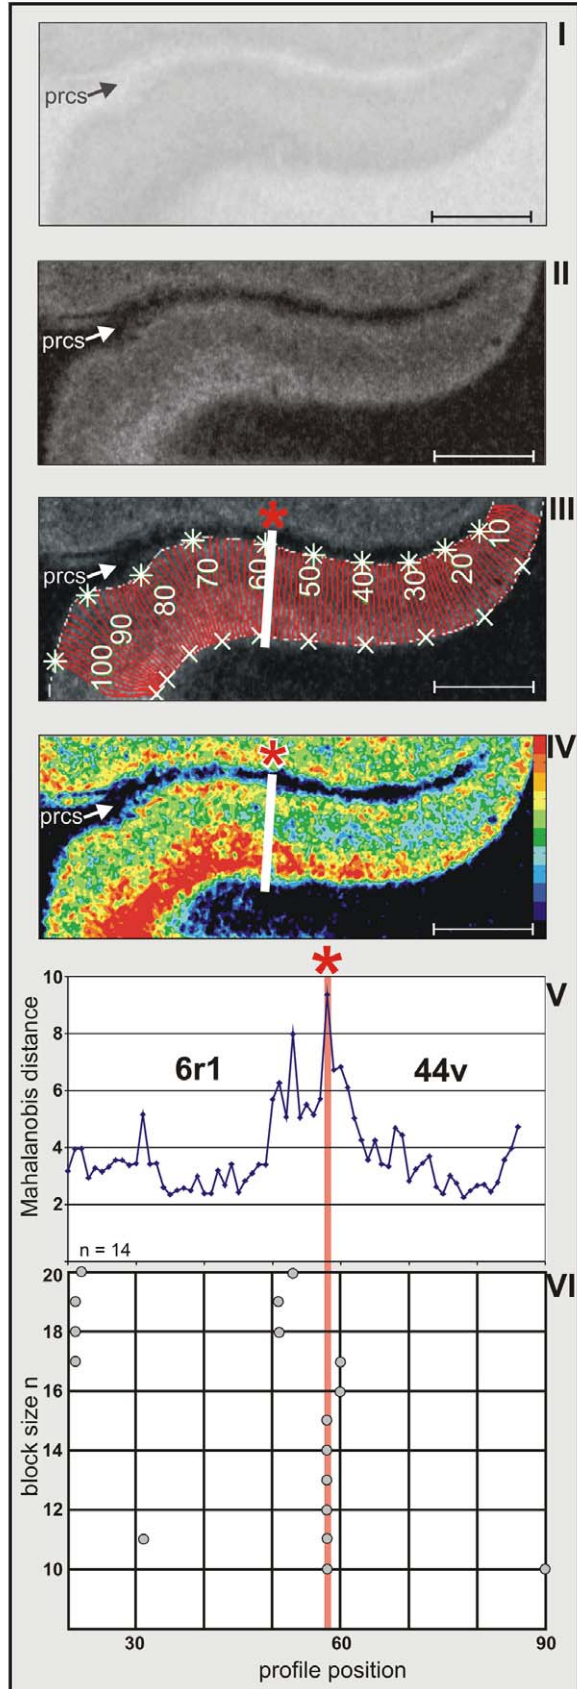 I
prcs
II
prcs
III
*
prcs
100
90
80
70
60
50
40
30
20
10
IV
*
prcs
*
V
Mahalanobis distance
10
8
6
4
2
6r1
44v
n = 14
VI
block size n
20
18
16
14
12
10
30
60
90
profile position